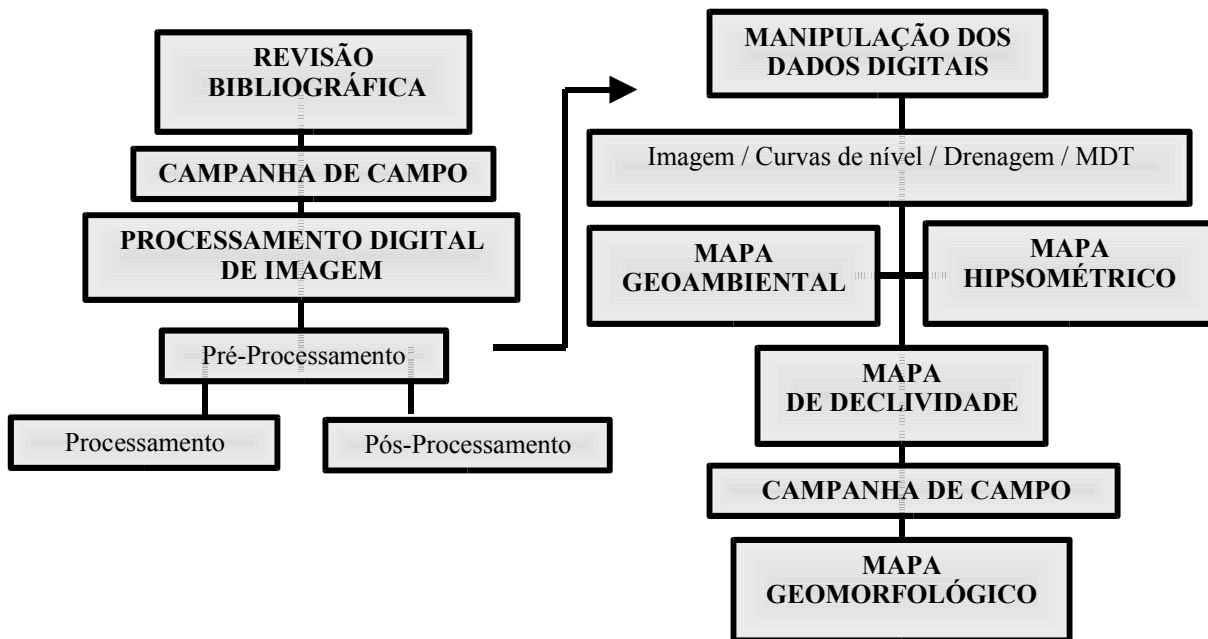 REVISÃO
BIBLIOGRÁFICA
CAMPANHA DE CAMPO
PROCESSAMENTO DIGITAL
DE IMAGEM
Pré-Processamento
Processamento
Pós-Processamento
MANIPULAÇÃO DOS
DADOS DIGITAIS
Imagem / Curvas de nível / Drenagem / MDT
MAPA
GEOAMBIENTAL
MAPA
HIPSOMÉTRICO
MAPA
DE DECLIVIDADE
CAMPANHA DE CAMPO
MAPA
GEOMORFOLÓGICO